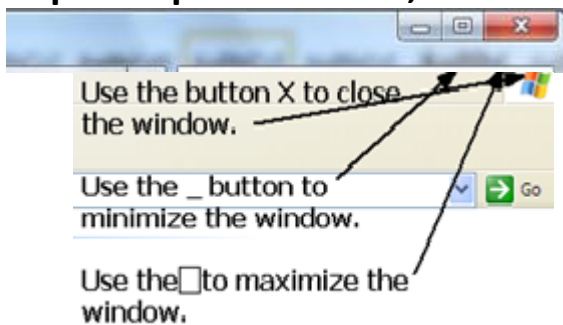 Use the button X to close
the window.
Use the _ button to
minimize the window.
Go
Use the□to maximize the
window.